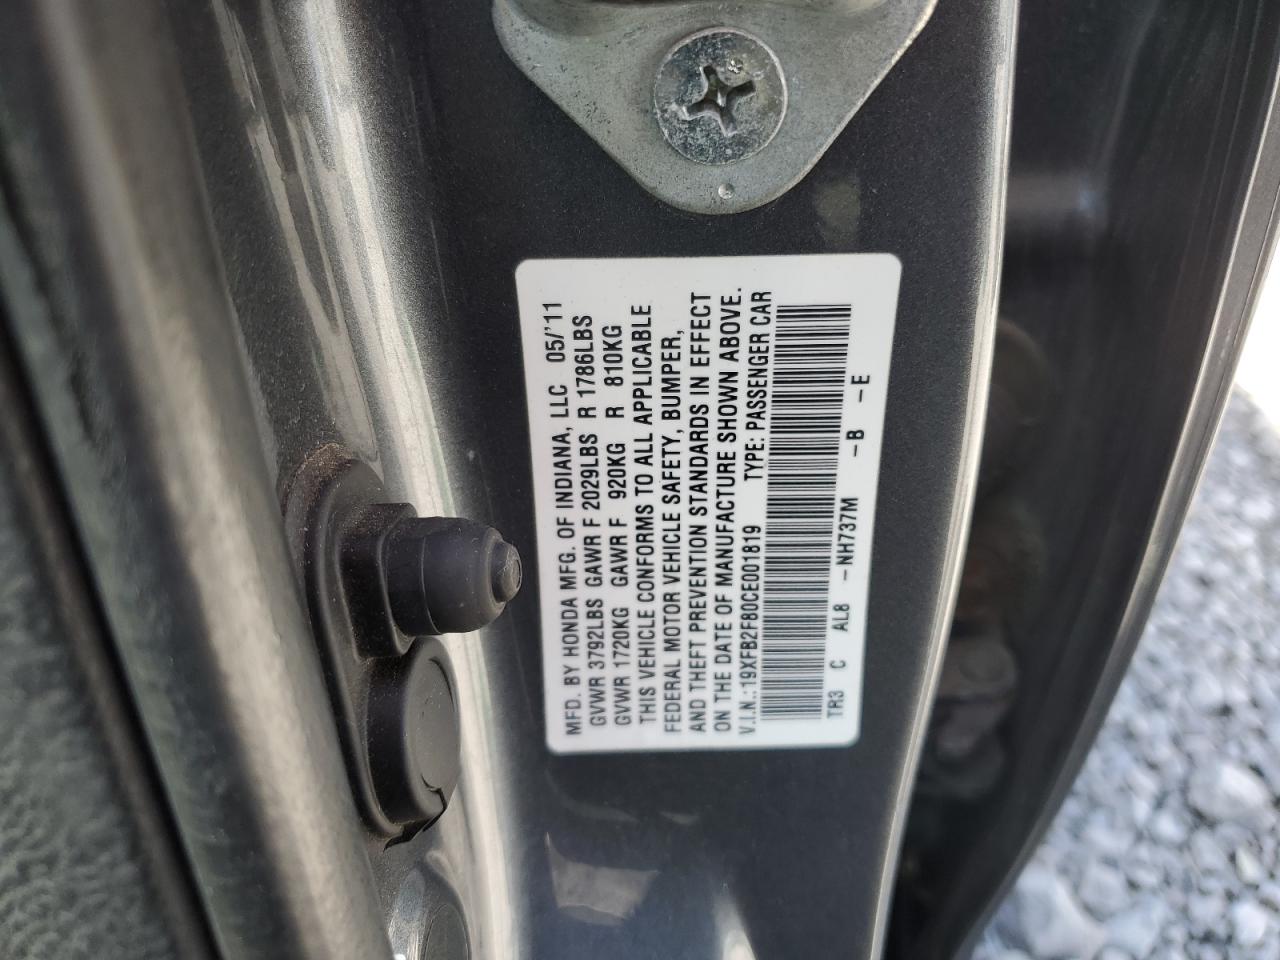 MFD. BY HONDA MFG. OF INDIANA, LLC 05/'11
GVWR 3792LBS GAWR F 2029LBS R 1786LBS
GVWR 1720KG GAWR F 920KG R 810KG
THIS VEHICLE CONFORMS TO ALL APPLICABLE
FEDERAL MOTOR VEHICLE SAFETY, BUMPER,
AND THEFT PREVENTION STANDARDS IN EFFECT
ON THE DATE OF MANUFACTURE SHOWN ABOVE.
V.I.N.:19XFB2F80CE001819 TYPE: PASSENGER CAR
TR3 C AL8 -NH737M -B -E